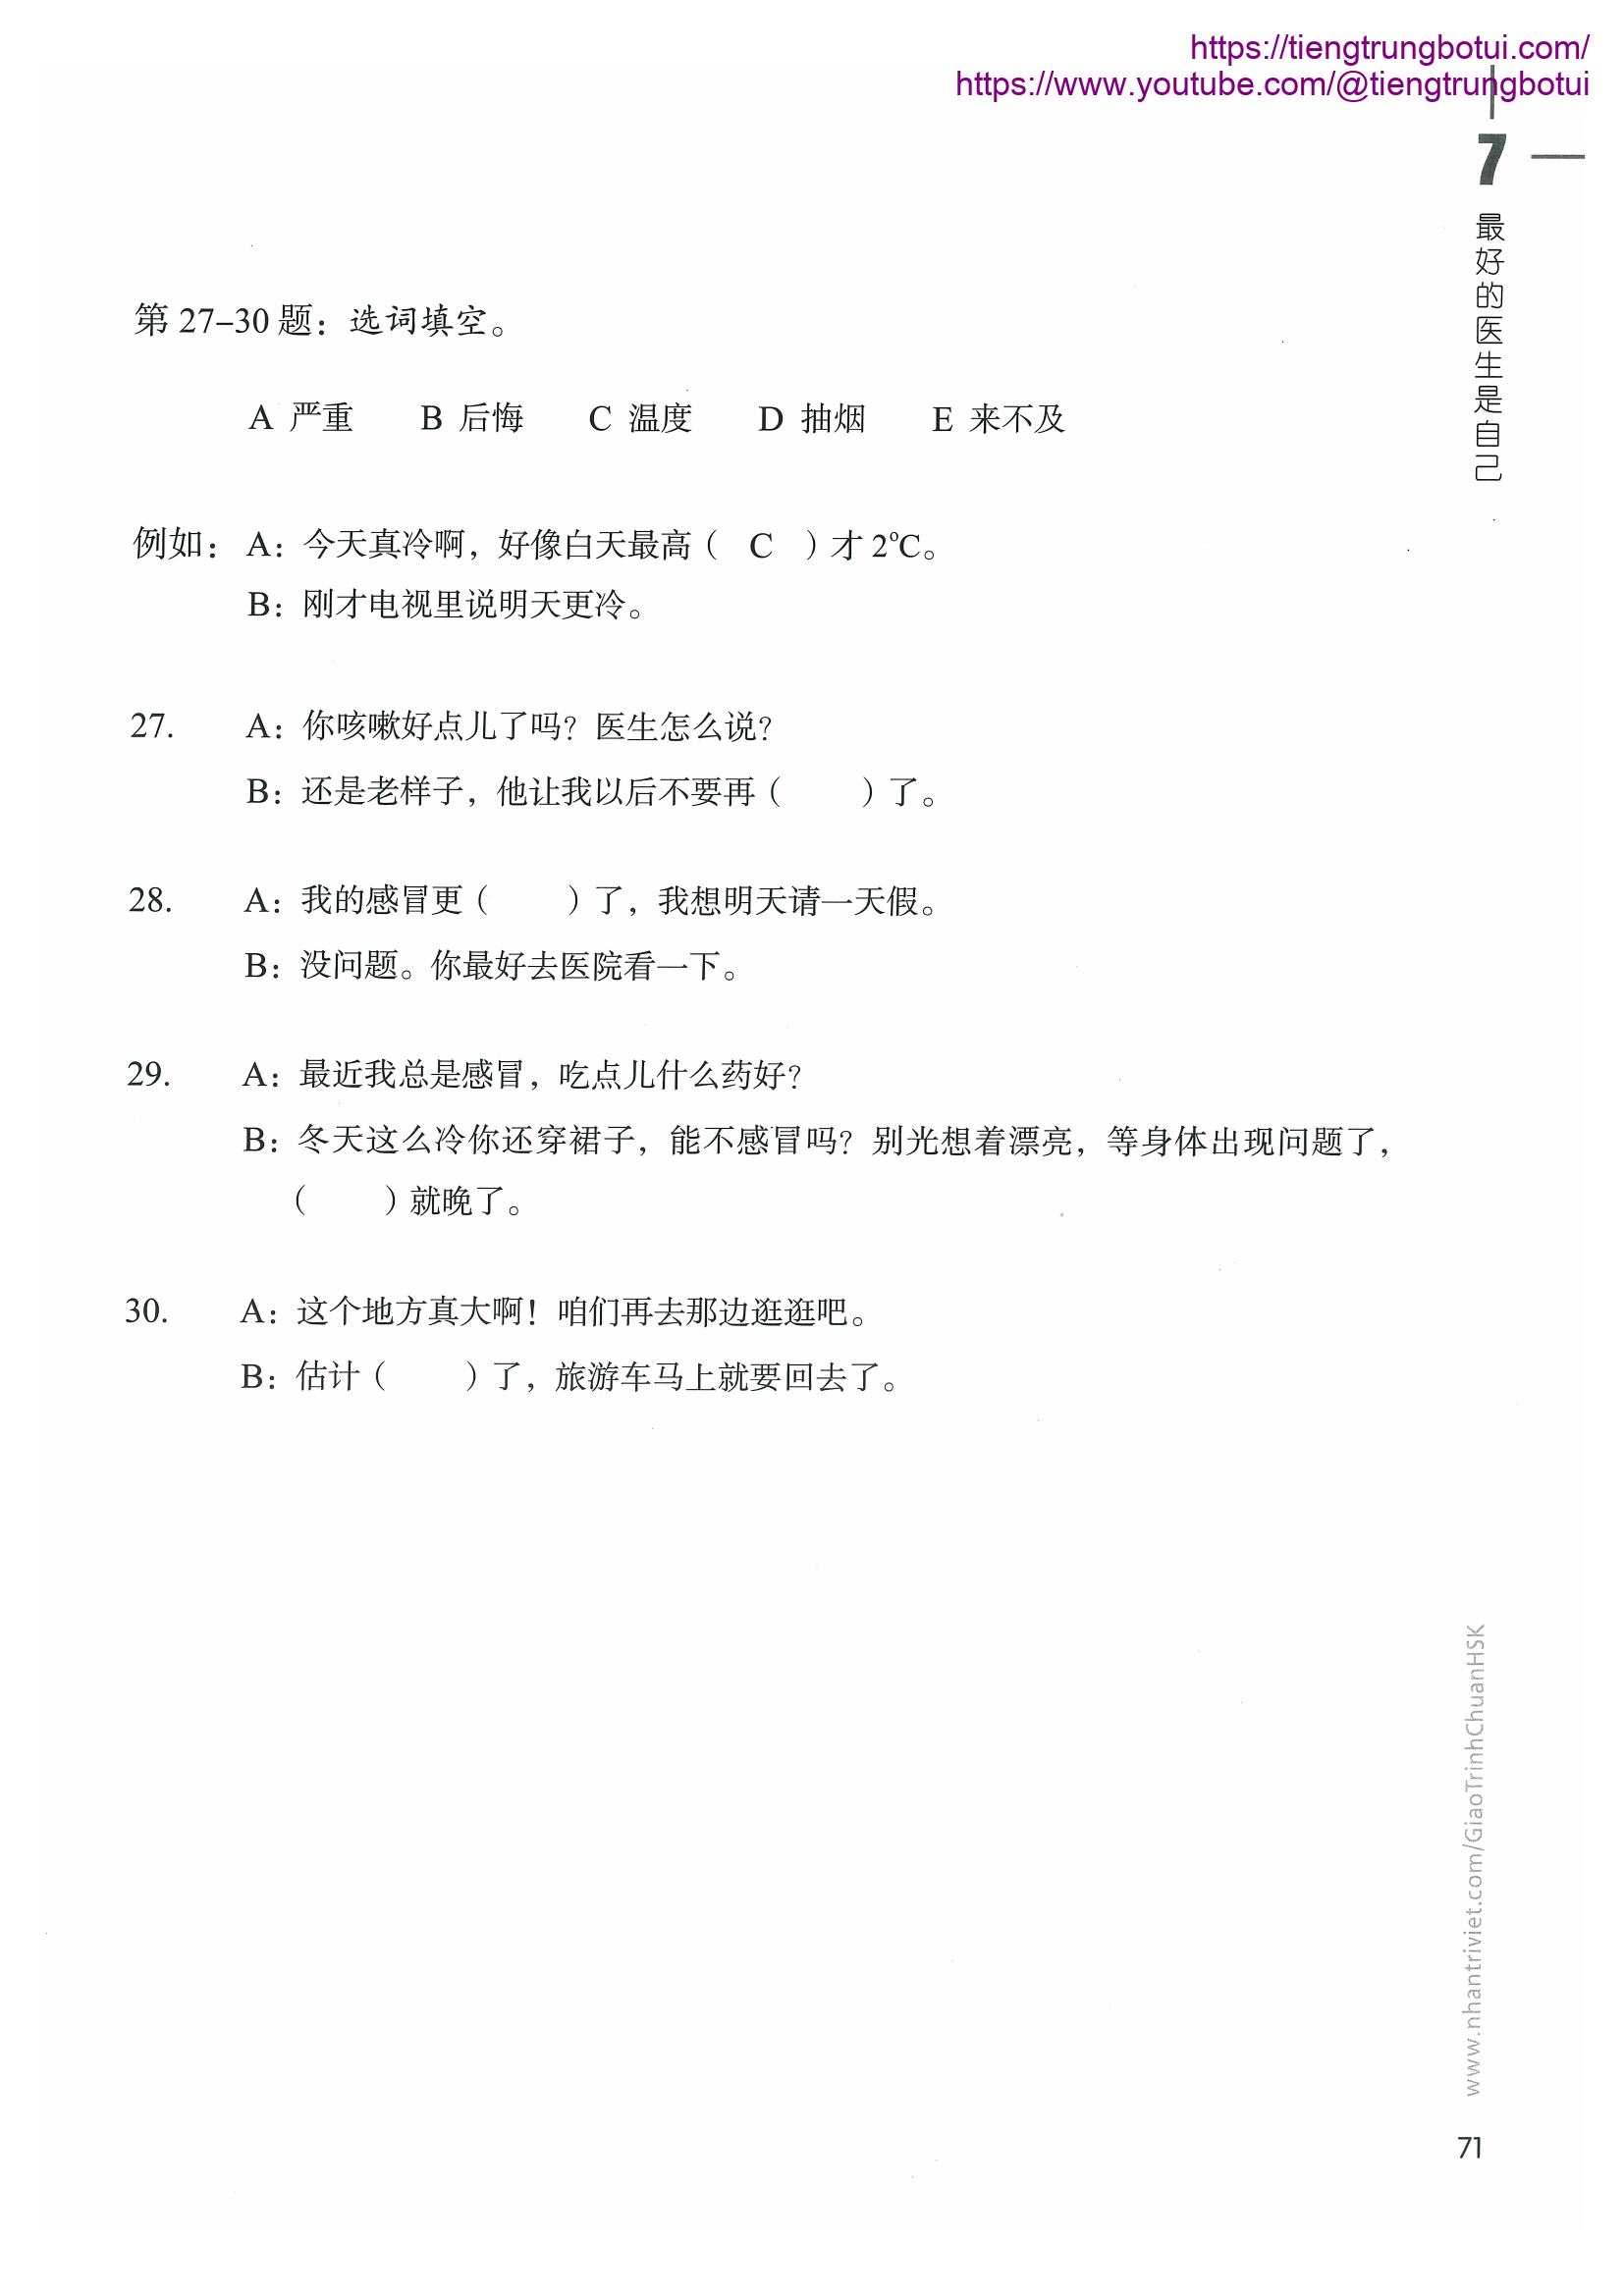 https://tiengtrungbotui.com/
https://www.youtube.com/@tiengtrungbotui
7
最好的医生是自己
第 27–30 题：选词填空。
A 严重 B 后悔 C 温度 D 抽烟 E 来不及
例如： A：今天真冷啊，好像白天最高（ C ）才 2℃。
B：刚才电视里说明天更冷。
27. A：你咳嗽好点儿了吗？医生怎么说？
B：还是老样子，他让我以后不要再（ ）了。
28. A：我的感冒更（ ）了，我想明天请一天假。
B：没问题。你最好去医院看一下。
29. A：最近我总是感冒，吃点儿什么药好？
B：冬天这么冷你还穿裙子，能不感冒吗？别光想着漂亮，等身体出现问题了，
（ ）就晚了。
30. A：这个地方真大啊！咱们再去那边逛逛吧。
B：估计（ ）了，旅游车马上就要回去了。
www.nhantriviet.com/GiaoTrinhChuanHSK
71